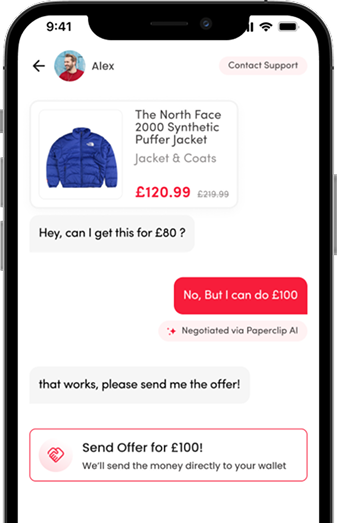 9:41
Alex
Contact Support
The North Face
2000 Synthetic
Puffer Jacket
Jacket & Coats
£120.99 £219.99
Hey, can I get this for £80 ?
No, But I can do £100
Negotiated via Paperclip AI
that works, please send me the offer!
Send Offer for £100!
We'll send the money directly to your wallet